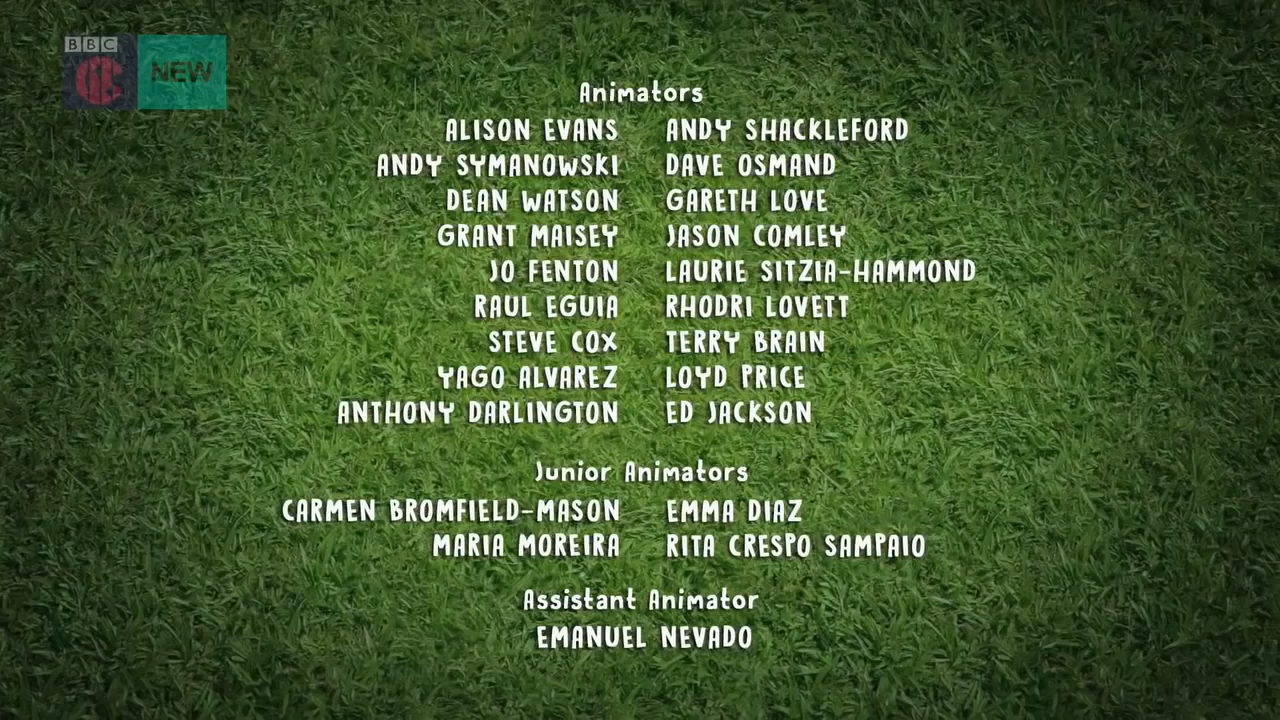 BBC
NEW
Animators
ALISON EVANS ANDY SHACKLEFORD
ANDY SYMANOWSKI DAVE OSMAND
DEAN WATSON GARETH LOVE
GRANT MAISEY JASON COMLEY
JO FENTON LAURIE SITZIA-HAMMOND
RAUL EGUIA RHODRI LOVETT
STEVE COX TERRY BRAIN
YAGO ALVAREZ LOYD PRICE
ANTHONY DARLINGTON ED JACKSON
Junior Animators
CARMEN BROMFIELD-MASON EMMA DIAZ
MARIA MOREIRA RITA CRESPO SAMPAIO
Assistant Animator
EMANUEL NEVADO